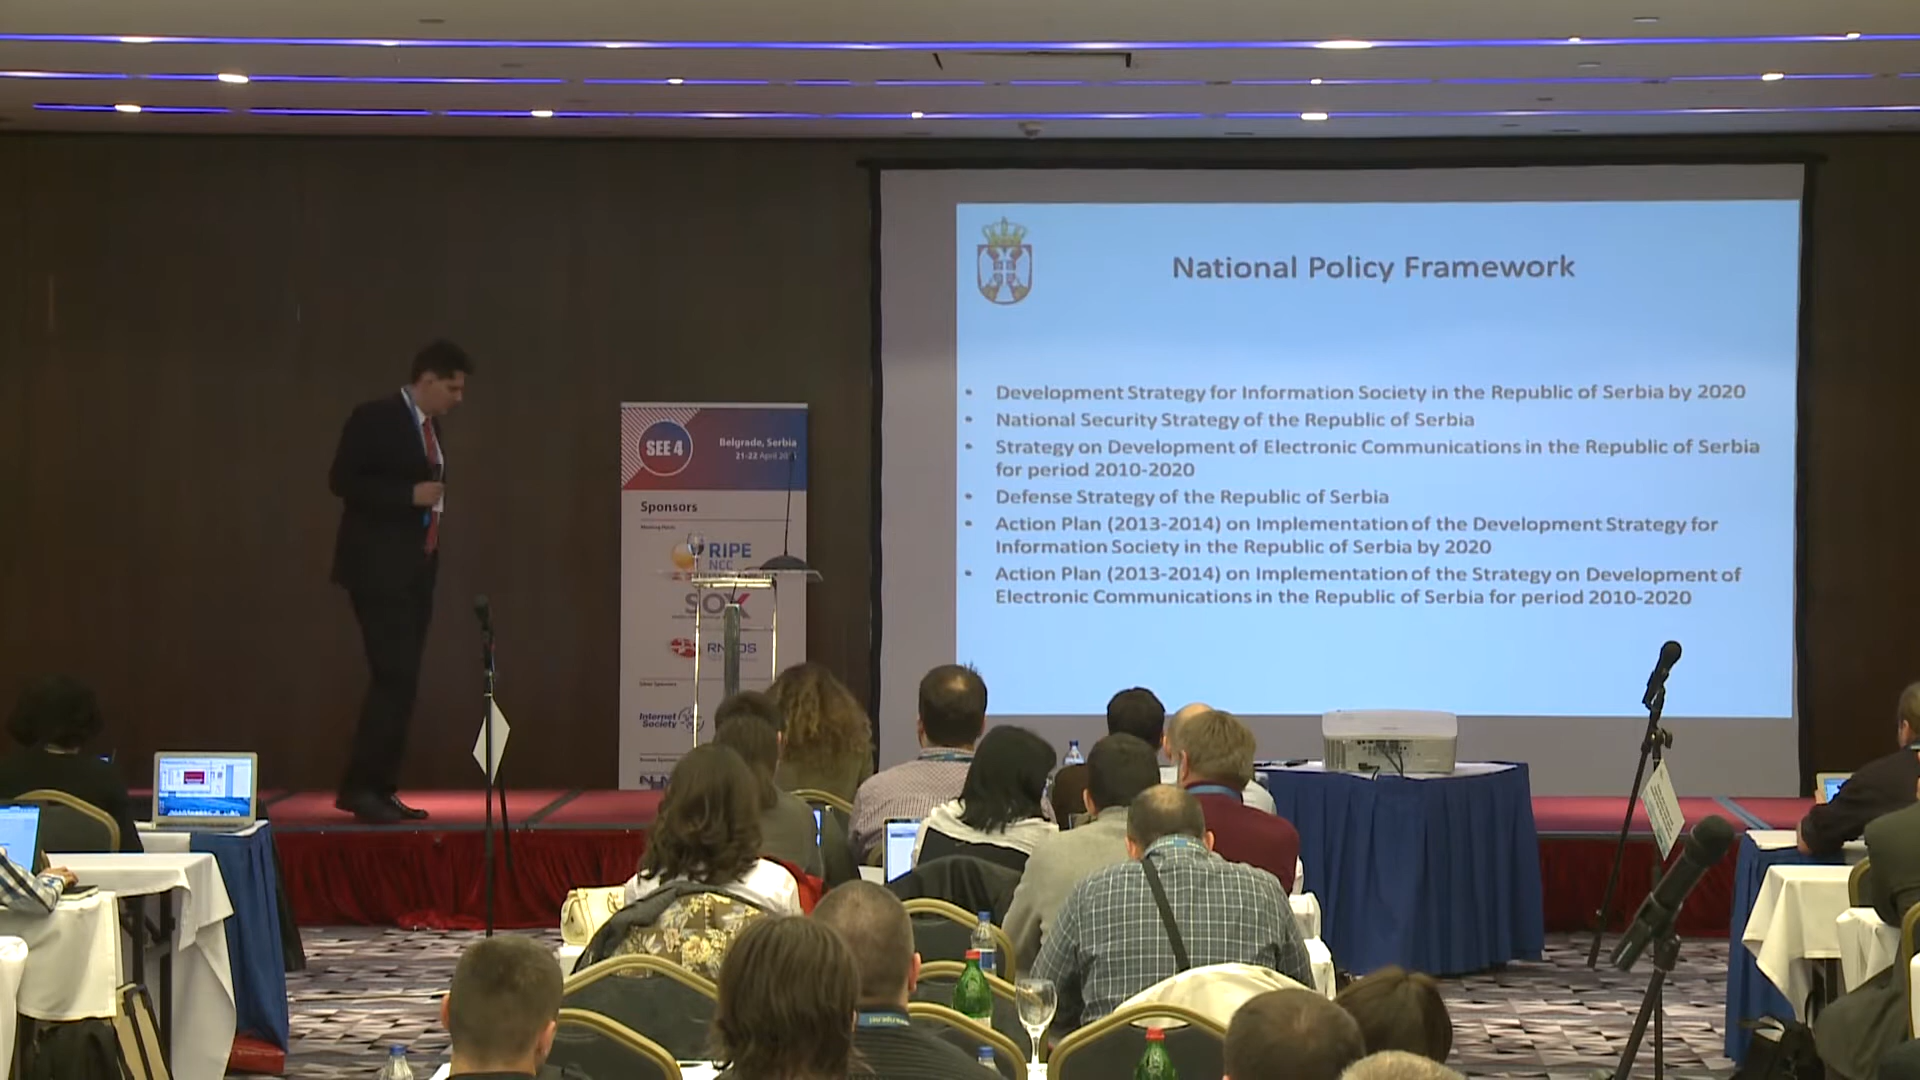 National Policy Framework
• Development Strategy for Information Society in the Republic of Serbia by 2020
• National Security Strategy of the Republic of Serbia
• Strategy on Development of Electronic Communications in the Republic of Serbia
for period 2010-2020
• Defense Strategy of the Republic of Serbia
• Action Plan (2013-2014) on Implementation of the Development Strategy for
Information Society in the Republic of Serbia by 2020
• Action Plan (2013-2014) on Implementation of the Strategy on Development of
Electronic Communications in the Republic of Serbia for period 2010-2020
SEE 4
Belgrade, Serbia
21-22 April
Sponsors
RIPE
NCC
SOX
Internet
Society